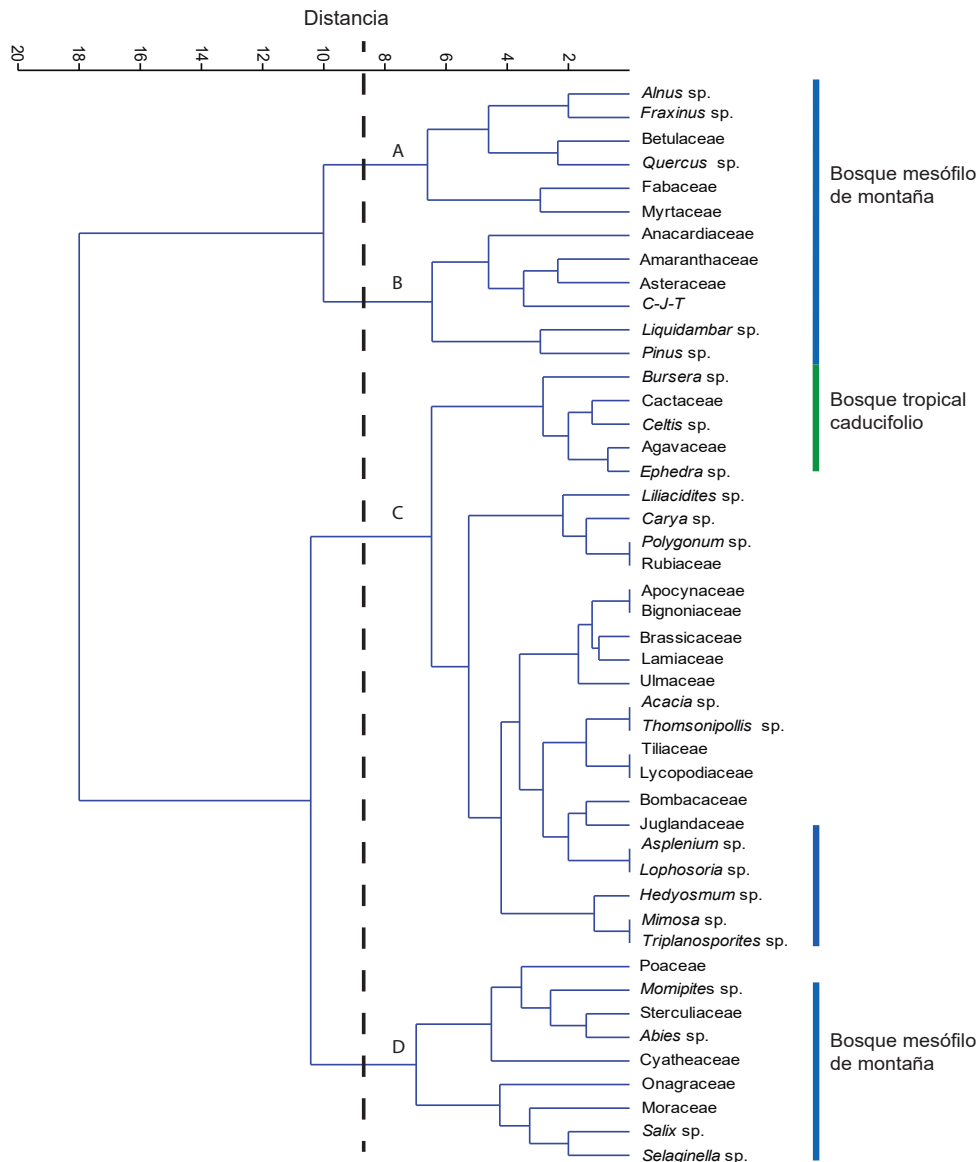 Distancia
20 18 16 14 12 10 8 6 4 2
Alnus sp.
Fraxinus sp.
A
Betulaceae
Quercus sp.
Bosque mesófilo
de montaña
Fabaceae
Myrtaceae
Anacardiaceae
Amaranthaceae
B
Asteraceae
C-J-T
Liquidambar sp.
Pinus sp.
Bursera sp.
Bosque tropical
caducifolio
Cactaceae
Celtis sp.
Agavaceae
Ephedra sp.
Liliacidites sp.
C
Carya sp.
Polygonum sp.
Rubiaceae
Apocynaceae
Bignoniaceae
Brassicaceae
Lamiaceae
Ulmaceae
Acacia sp.
Thomsonipollis sp.
Tiliaceae
Lycopodiaceae
Bombacaceae
Juglandaceae
Asplenium sp.
Lophosoria sp.
Hedyosmum sp.
Mimosa sp.
Triplanosporites sp.
Poaceae
Momipites sp.
Sterculiaceae
Abies sp.
D
Bosque mesófilo
de montaña
Cyatheaceae
Onagraceae
Moraceae
Salix sp.
Selaginella sp.